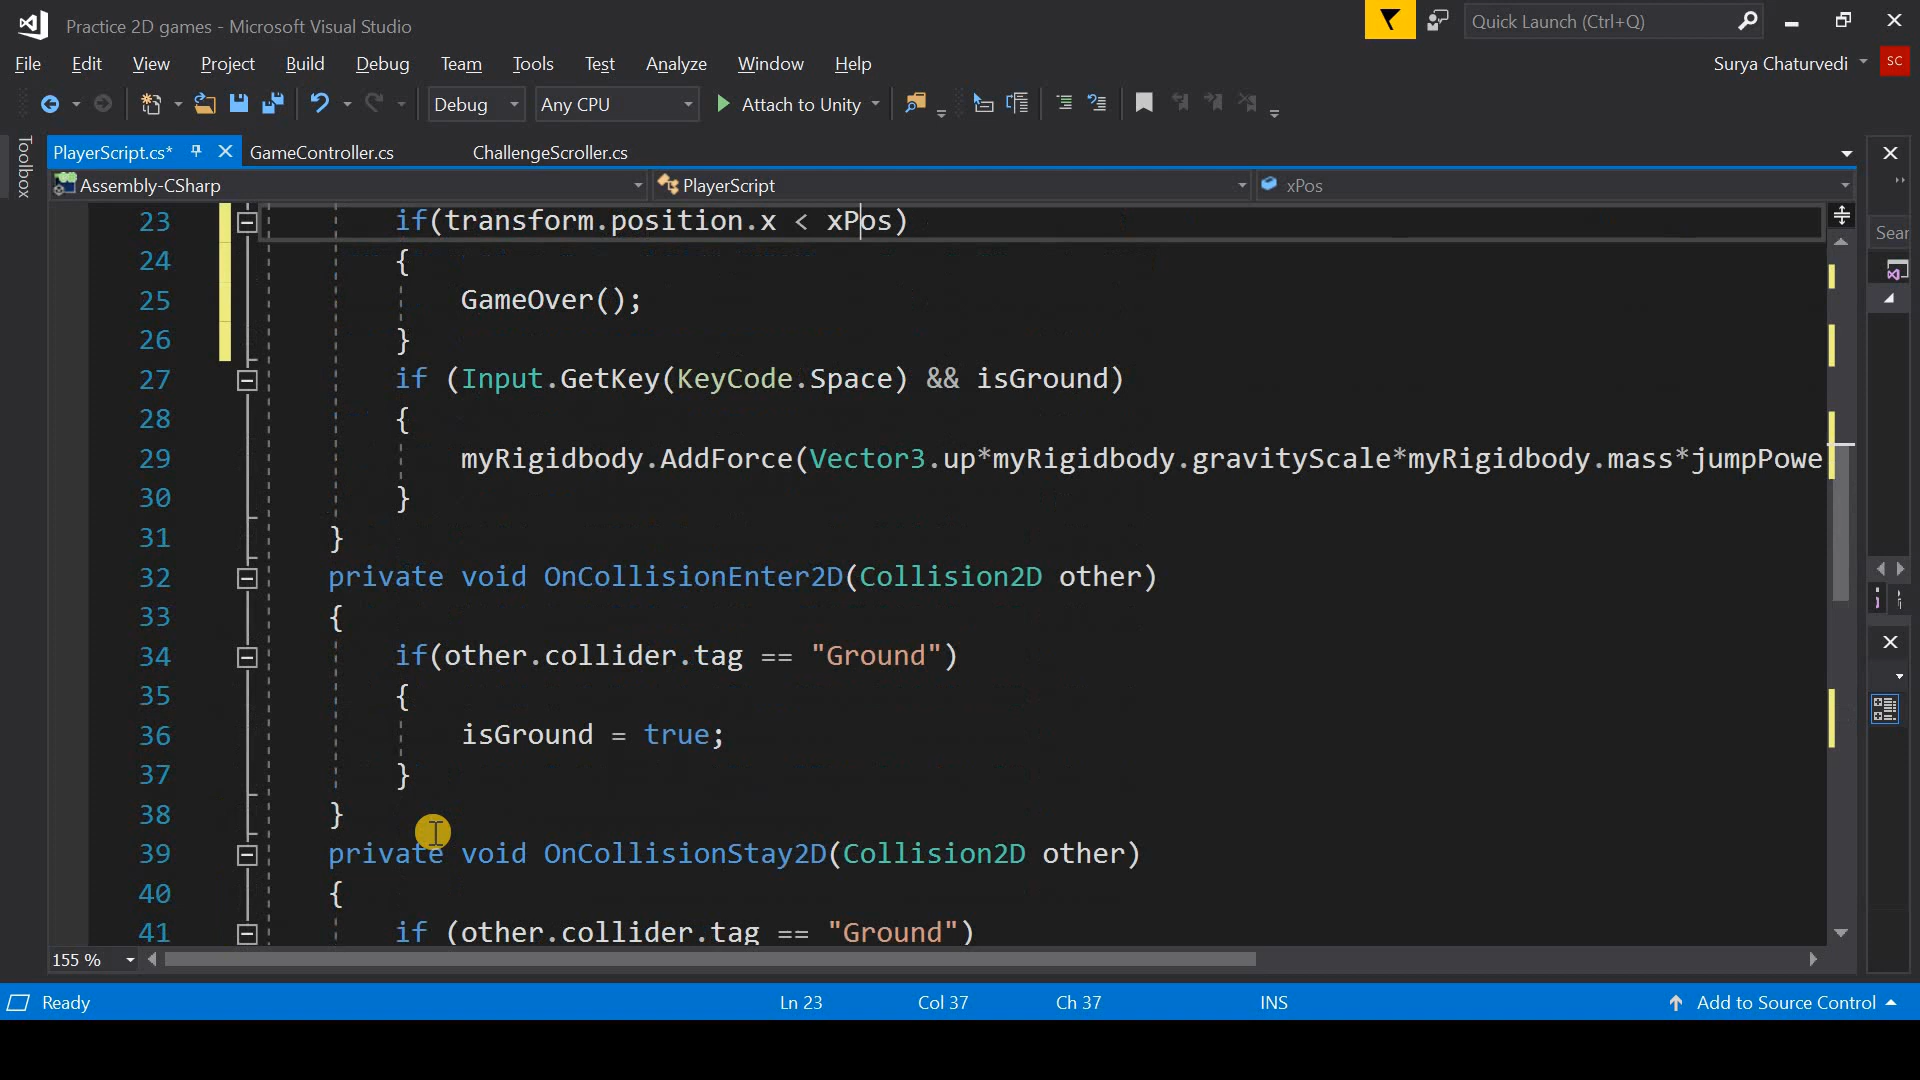 Practice 2D games - Microsoft Visual Studio
Quick Launch (Ctrl+Q)
File Edit View Project Build Debug Team Tools Test Analyze Window Help
Surya Chaturvedi SC
Debug Any CPU Attach to Unity
Toolbox
PlayerScript.cs* GameController.cs ChallengeScroller.cs
Assembly-CSharp PlayerScript xPos
Sear
23 if(transform.position.x < xPos)
24 {
25 GameOver();
26 }
27 if (Input.GetKey(KeyCode.Space) && isGround)
28 {
29 myRigidbody.AddForce(Vector3.up*myRigidbody.gravityScale*myRigidbody.mass*jumpPowe
30 }
31 }
32 private void OnCollisionEnter2D(Collision2D other)
33 {
34 if(other.collider.tag == "Ground")
35 {
36 isGround = true;
37 }
38 }
39 private void OnCollisionStay2D(Collision2D other)
40 {
41 if (other.collider.tag == "Ground")
155 %
Ready Ln 23 Col 37 Ch 37 INS Add to Source Control